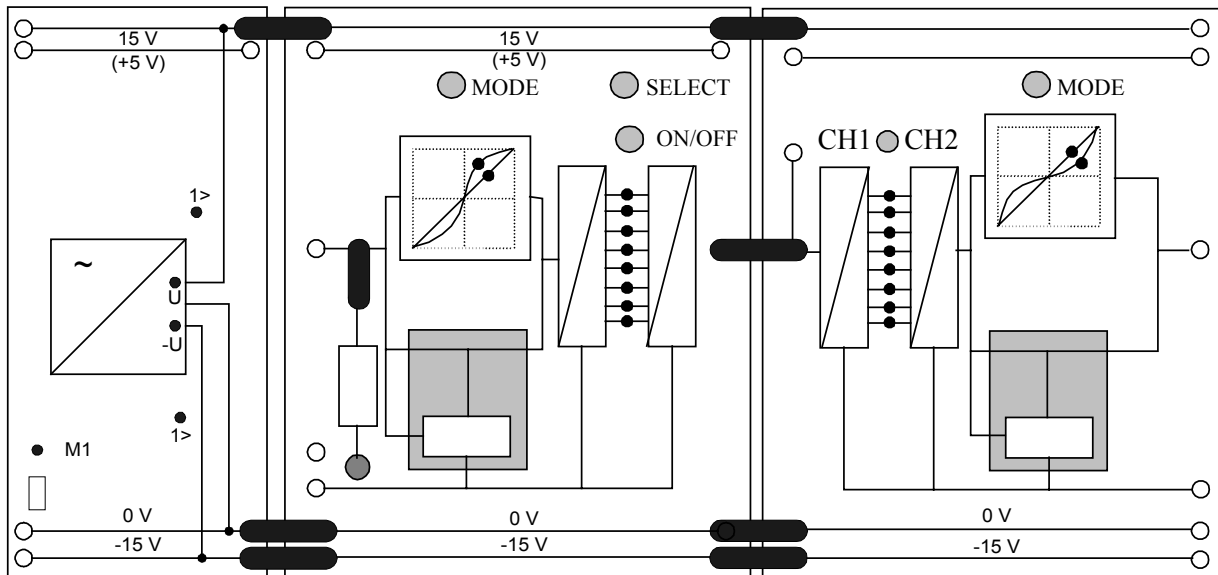 15 V
(+5 V)
1>
~
U
-U
1>
M1
0 V
-15 V
15 V
(+5 V)
MODE
SELECT
ON/OFF
0 V
-15 V
MODE
CH1
CH2
0 V
-15 V